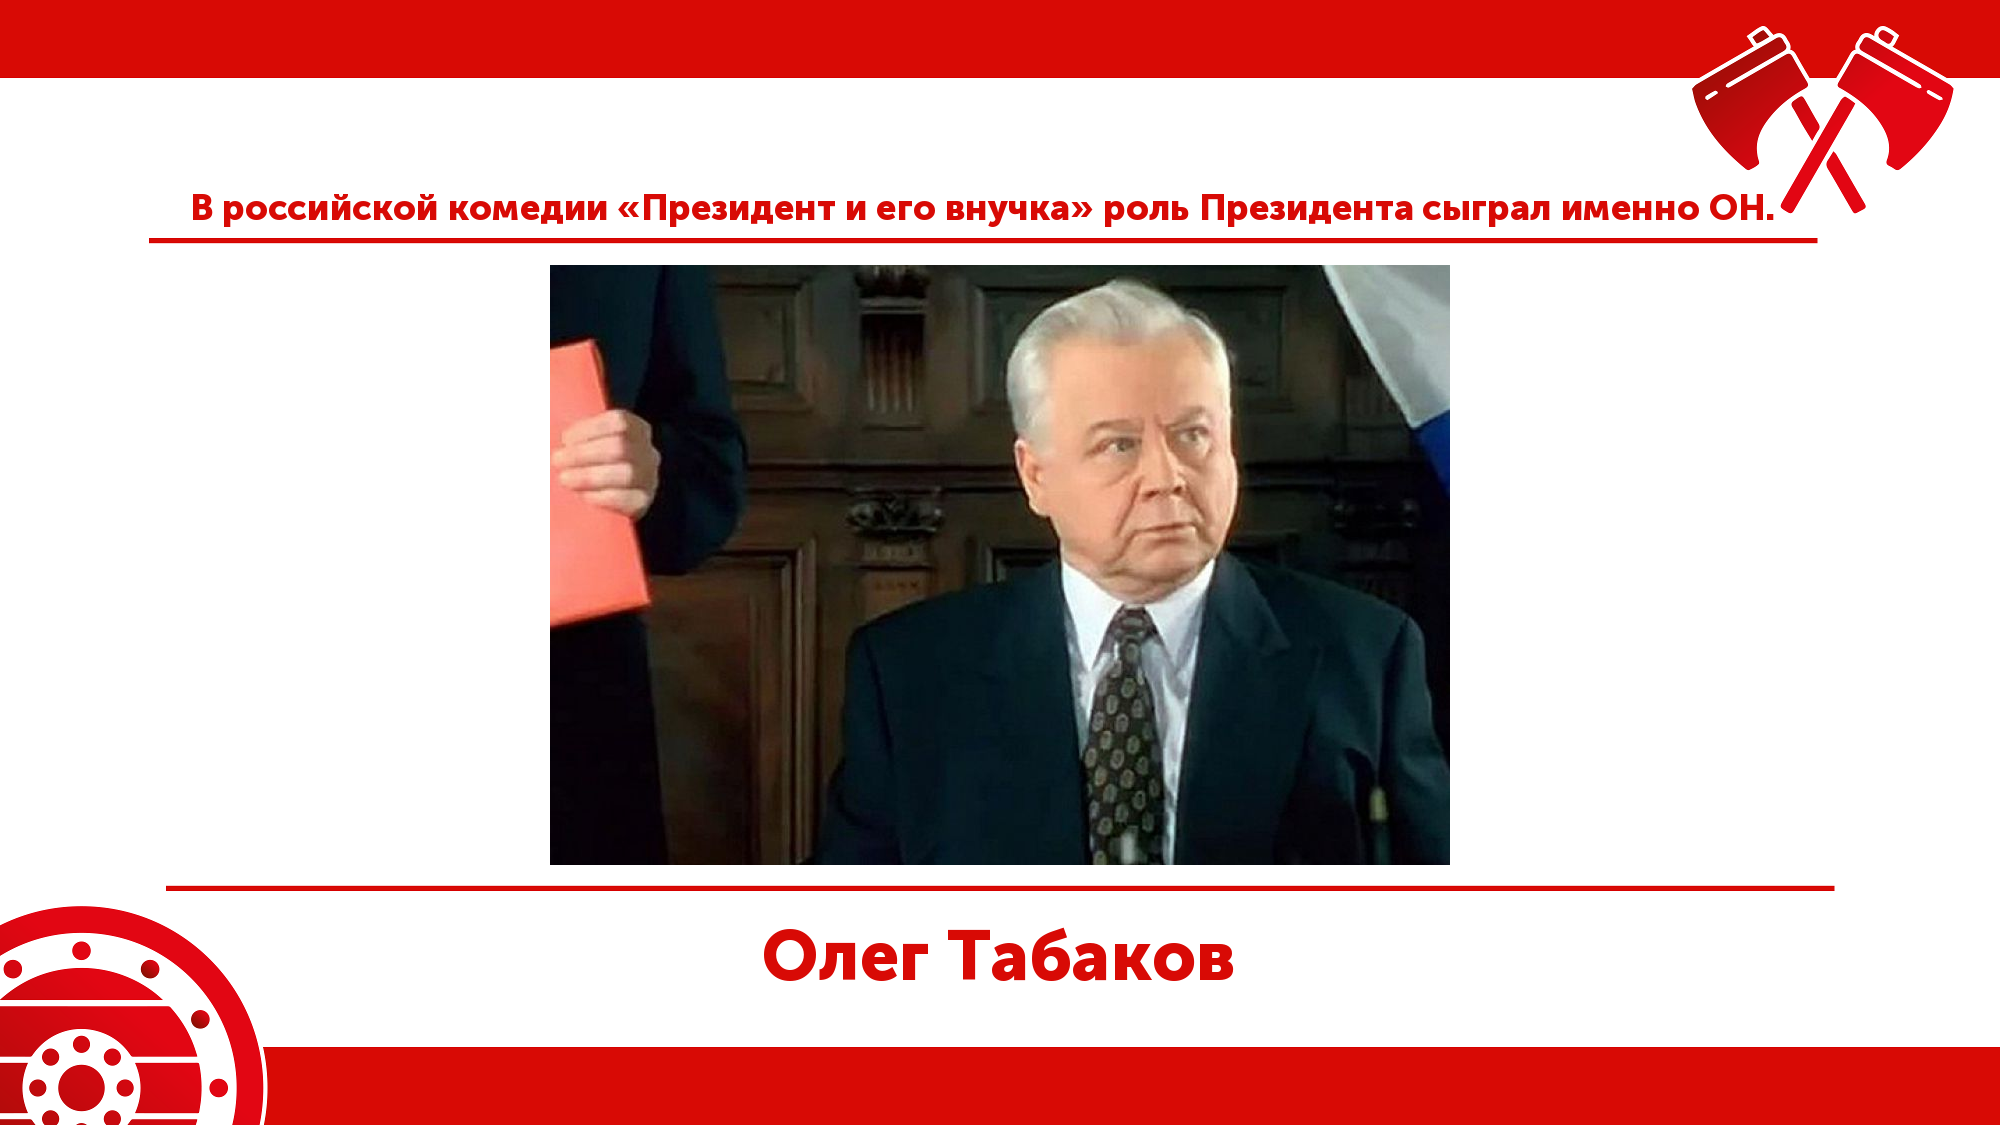 В российской комедии «Президент и его внучка» роль Президента сыграл именно ОН.
Олег Табаков